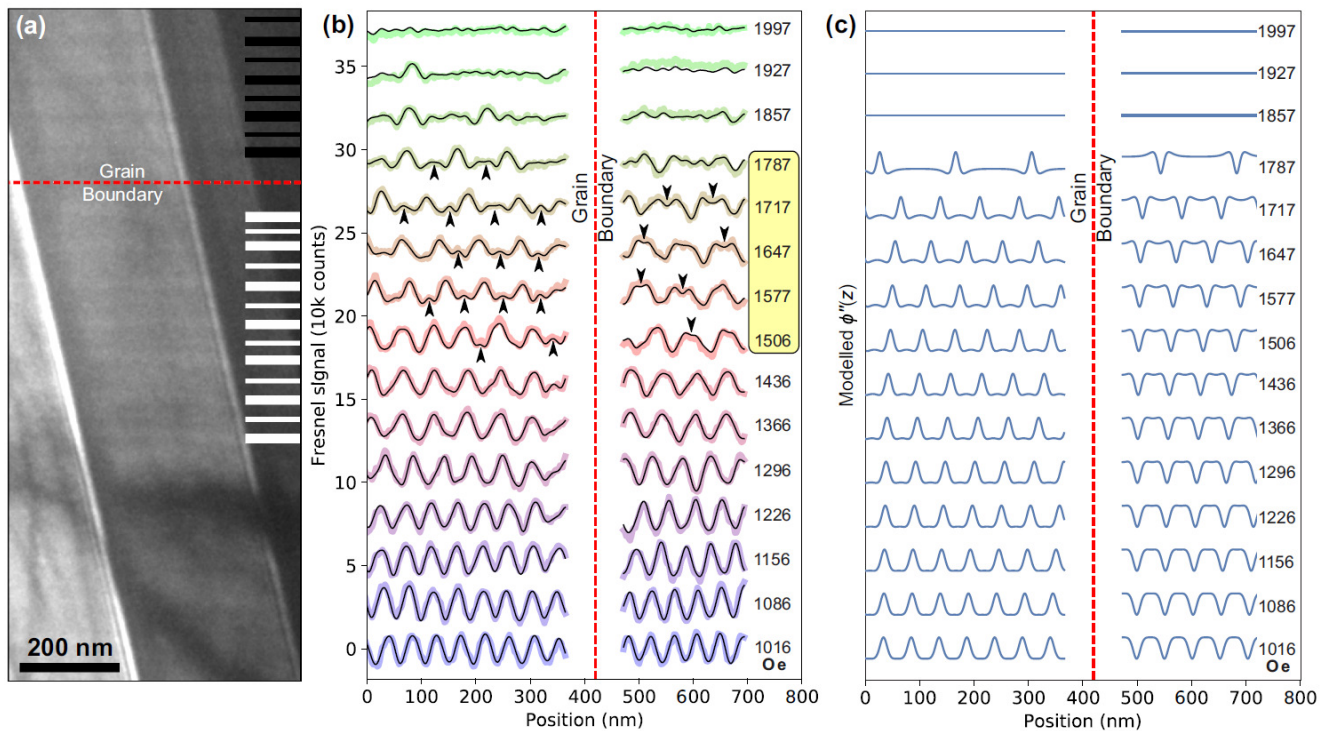 (a)
Grain
Boundary
200 nm
(b)
Fresnel sIgnal (10k counts)
35
30
25
20
15
10
5
0
Grain
Boundary
1997
1927
1857
1787
1717
1647
1577
1506
1436
1366
1296
1226
1156
1086
1016
Oe
0 100 200 300 400 500 600 700 800
Position (nm)
(c)
Modelled ϕ"(z)
Grain
Boundary
1997
1927
1857
1787
1717
1647
1577
1506
1436
1366
1296
1226
1156
1086
1016
Oe
0 100 200 300 400 500 600 700 800
Position (nm)